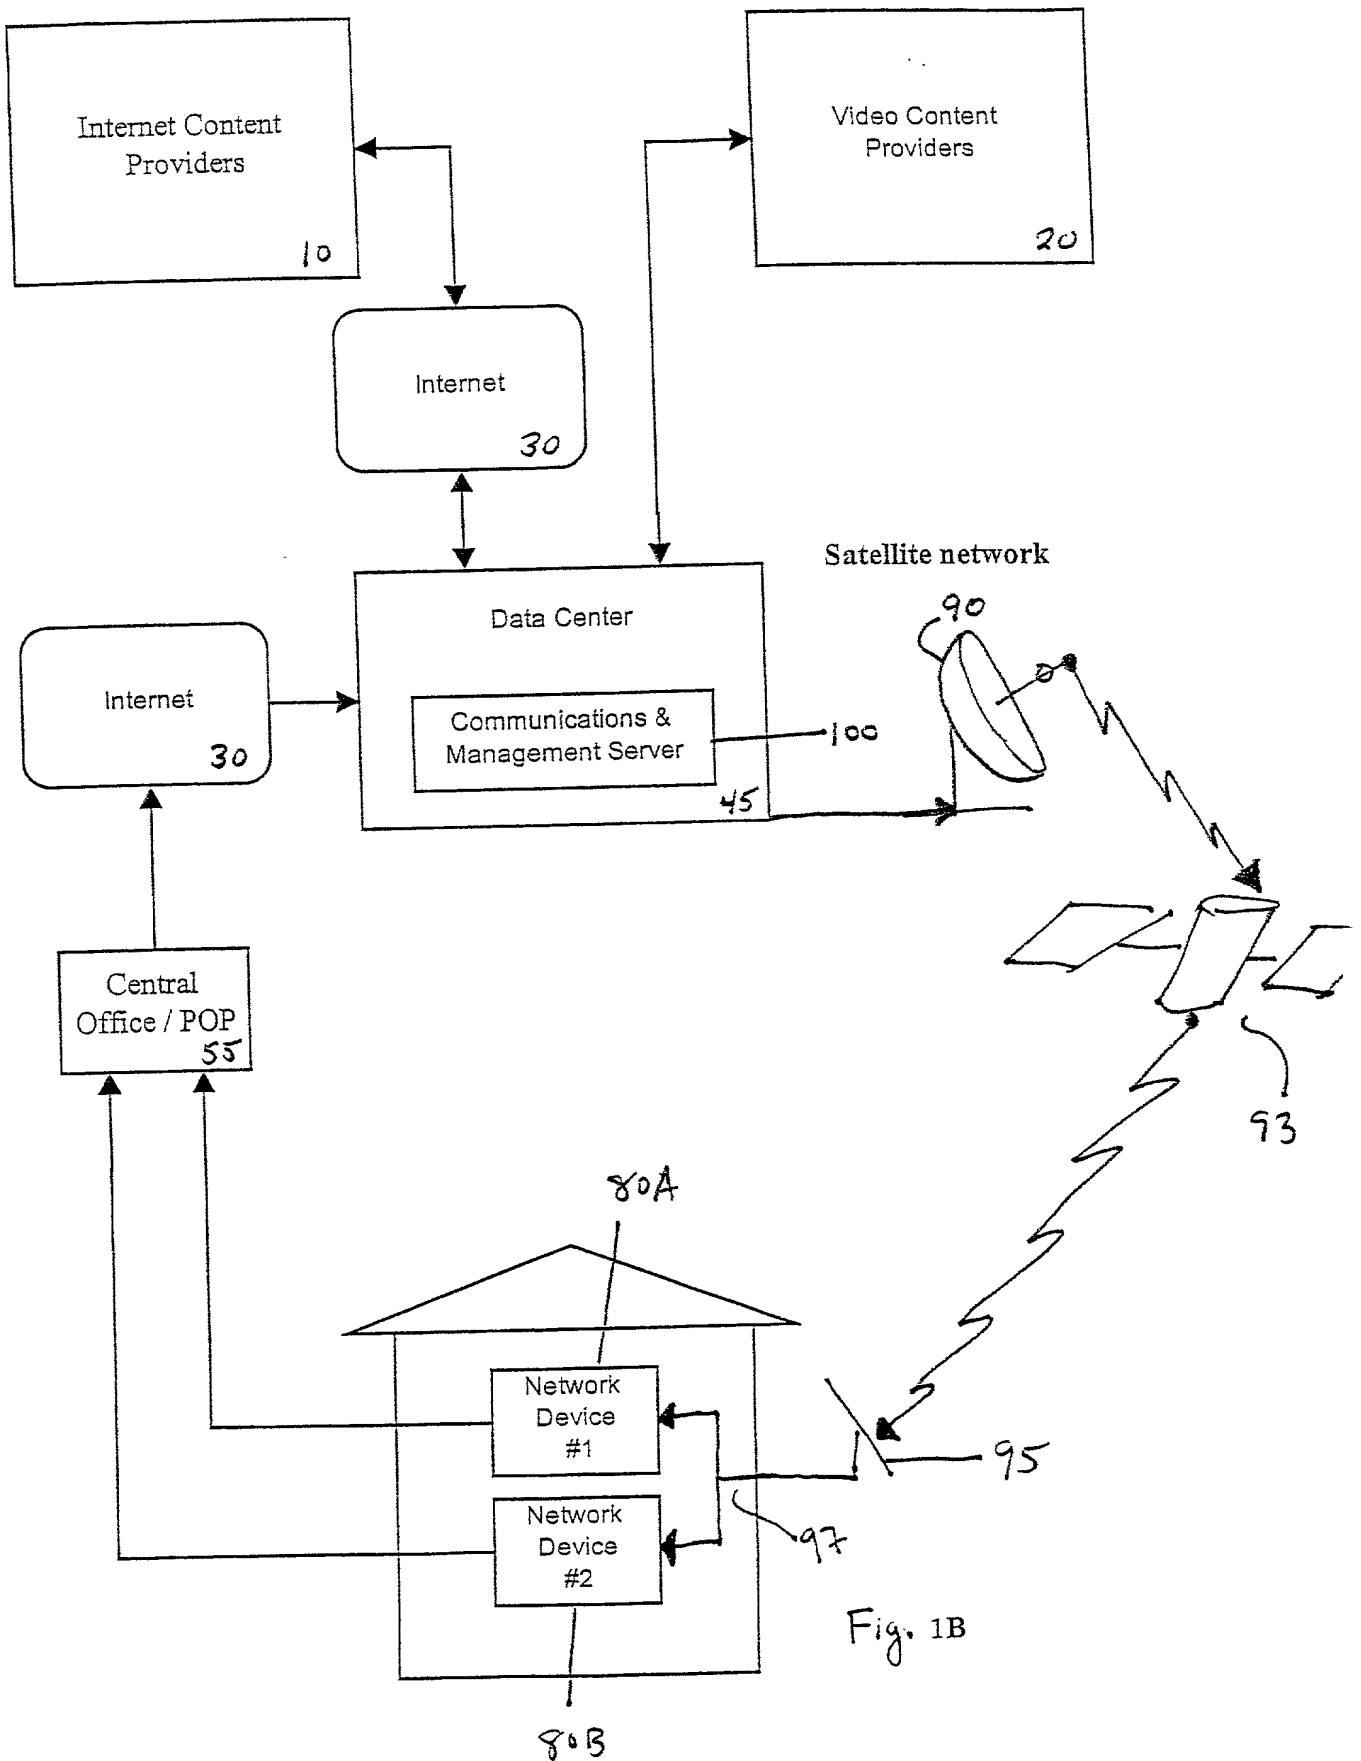 Internet Content
Providers
10
Video Content
Providers
20
Internet
30
Satellite network
90
Data Center
Communications &
Management Server
100
45
Internet
30
Central
Office / POP
55
93
80A
Network
Device
#1
95
Network
Device
#2
97
Fig. 1B
80B